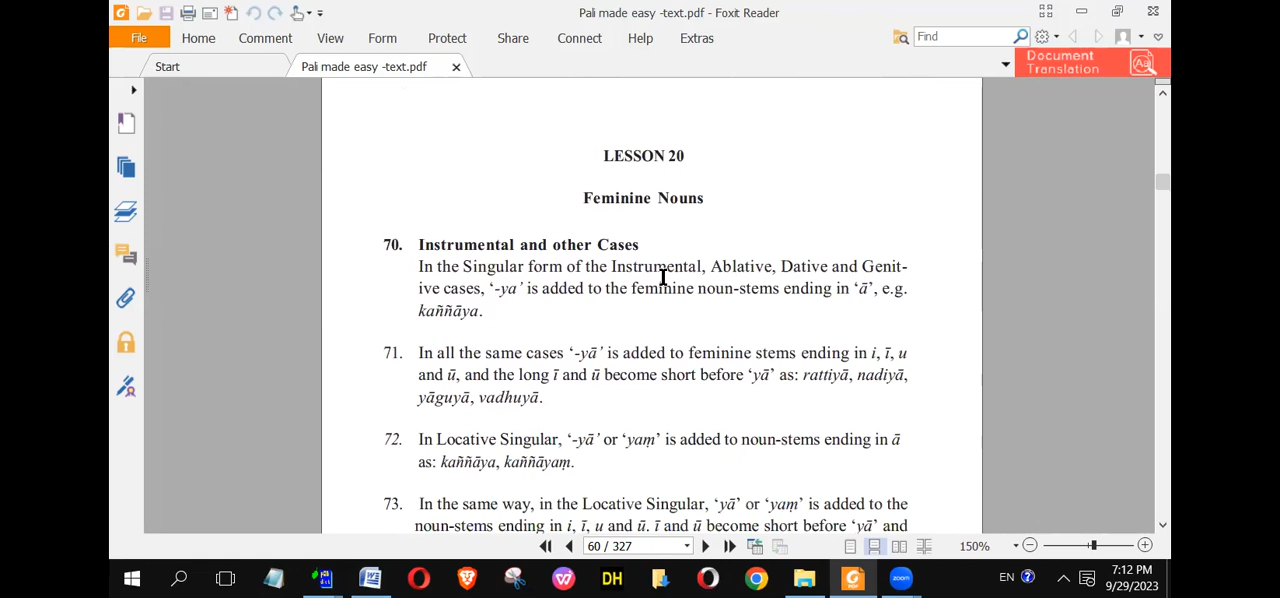 Pali made easy -text.pdf - Foxit Reader
File Home Comment View Form Protect Share Connect Help Extras Find
Start Pali made easy -text.pdf Document
Translation
LESSON 20
Feminine Nouns
70. Instrumental and other Cases
In the Singular form of the Instrumental, Ablative, Dative and Genit-
ive cases, ‘-ya’ is added to the feminine noun-stems ending in ‘ā’, e.g.
kaññāya.
71. In all the same cases ‘-yā’ is added to feminine stems ending in i, ī, u
and ū, and the long ī and ū become short before ‘yā’ as: rattiyā, nadiyā,
yāguyā, vadhuyā.
72. In Locative Singular, ‘-yā’ or ‘yaṃ’ is added to noun-stems ending in ā
as: kaññāya, kaññāyaṃ.
73. In the same way, in the Locative Singular, ‘yā’ or ‘yaṃ’ is added to the
noun-stems ending in i, ī, u and ū. ī and ū become short before ‘yā’ and
60 / 327 150%
W DH zoom EN 7:12 PM
9/29/2023